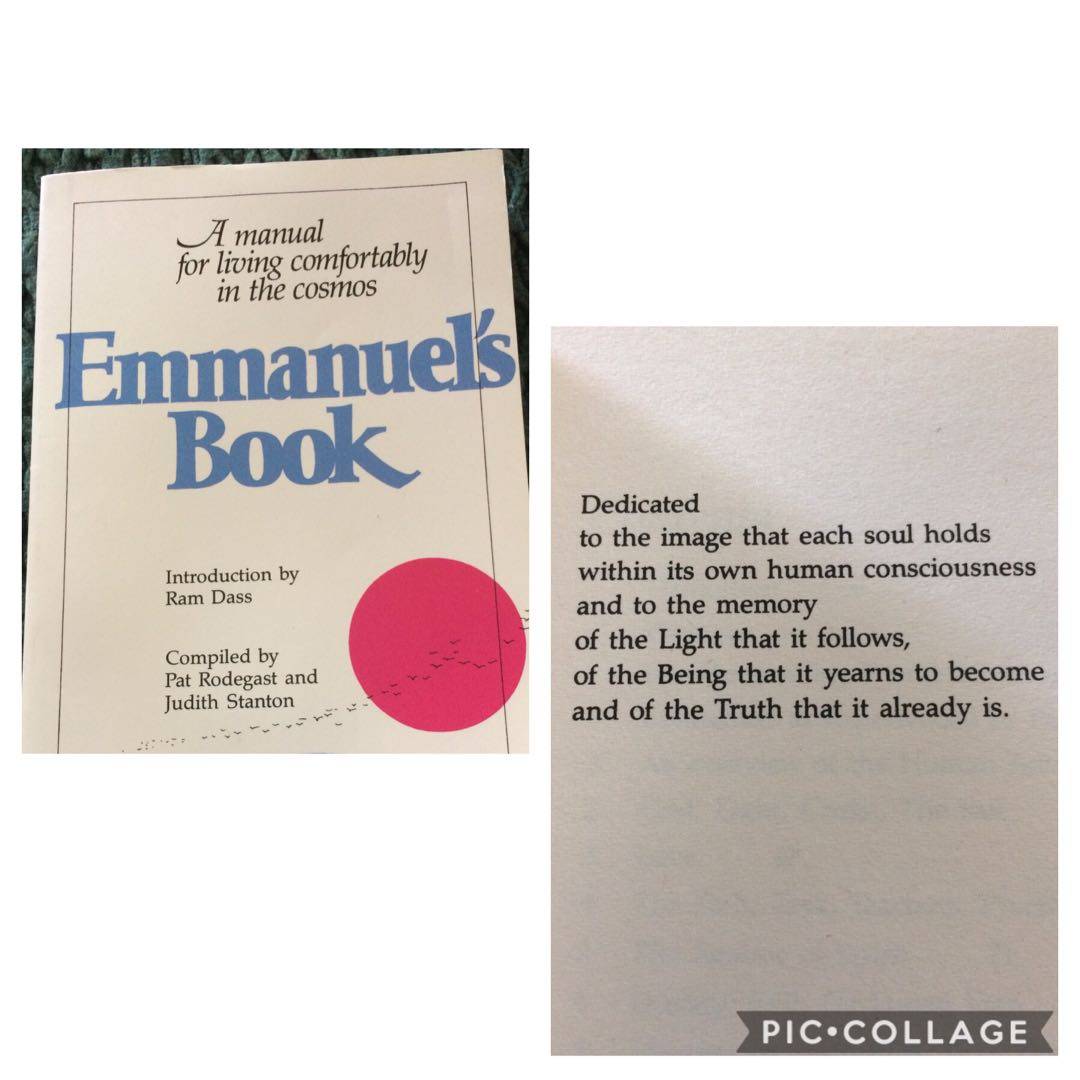 A manual
for living comfortably
in the cosmos
Emmanuel's
Book
Introduction by
Ram Dass
Compiled by
Pat Rodegast and
Judith Stanton
Dedicated
to the image that each soul holds
within its own human consciousness
and to the memory
of the Light that it follows,
of the Being that it yearns to become
and of the Truth that it already is.
PIC•COLLAGE